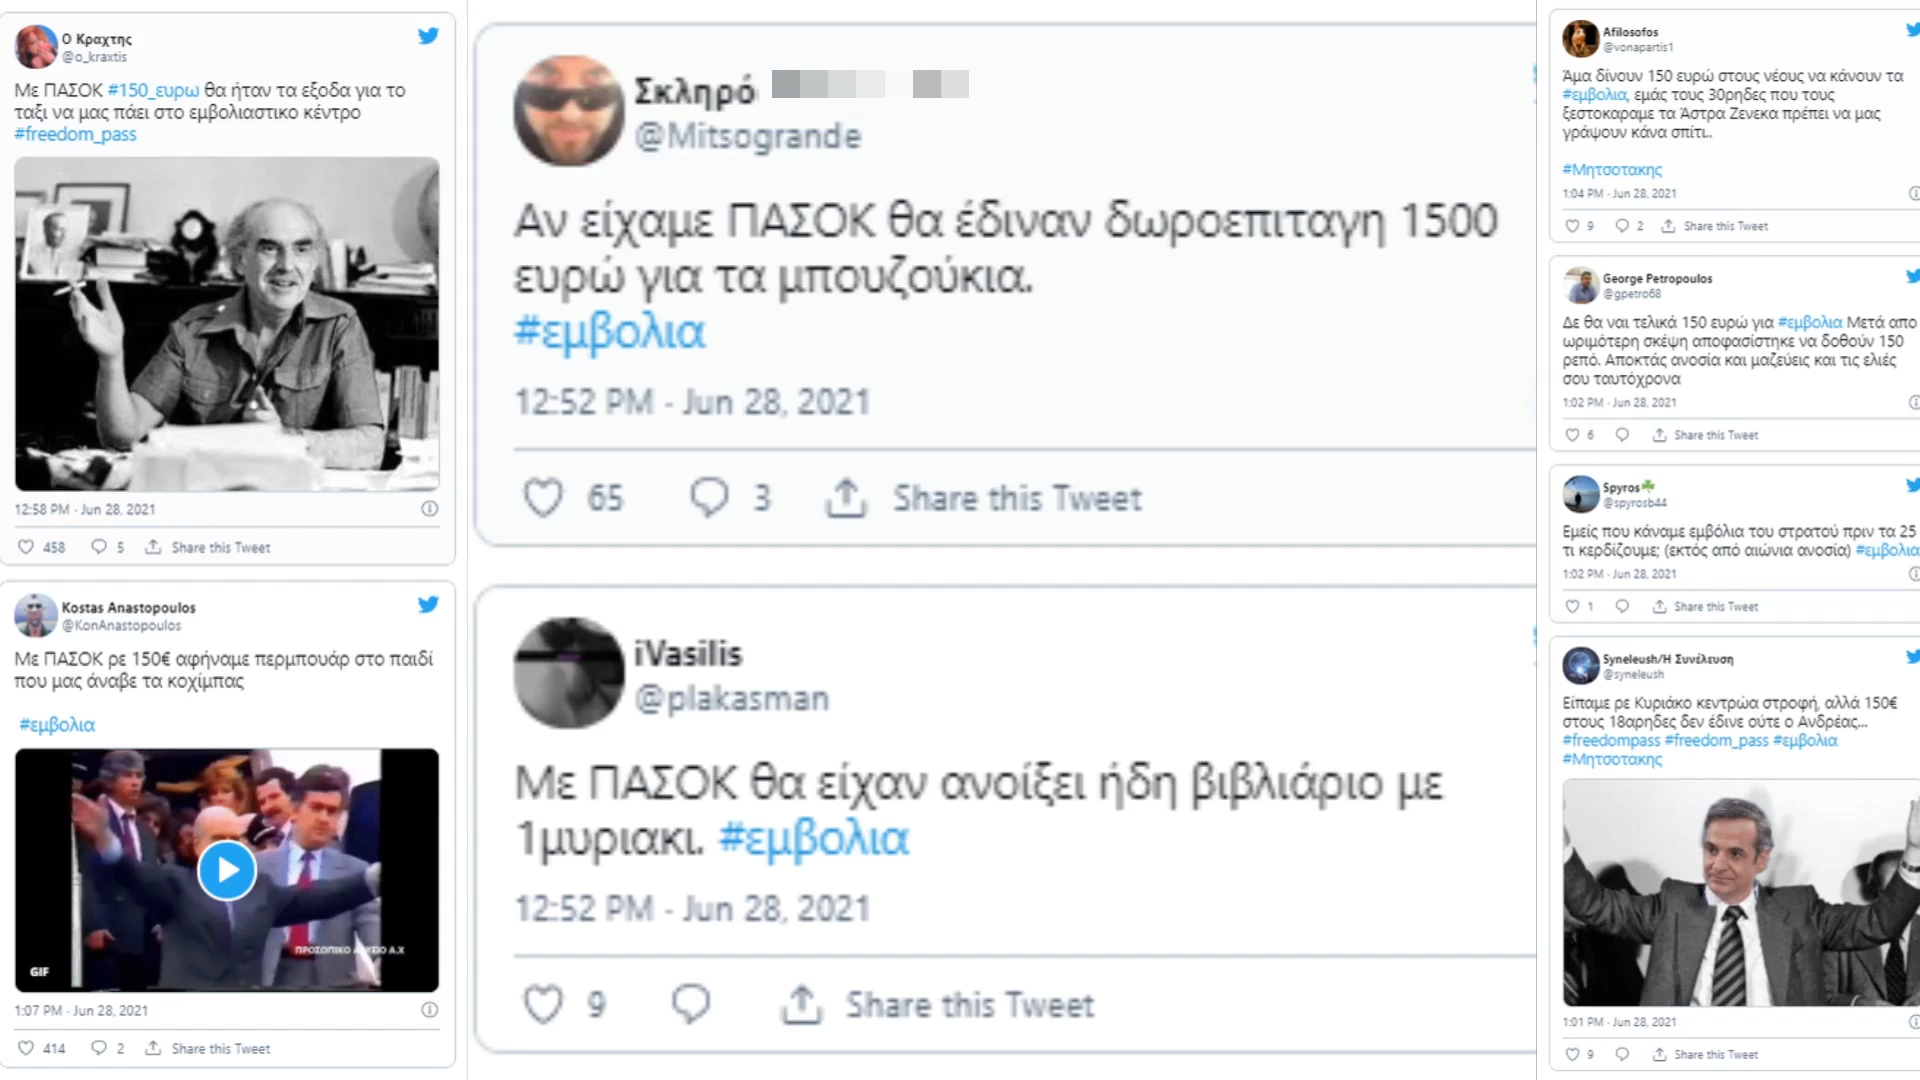 Ο Κραχτης
@o_kraxtis
Με ΠΑΣΟΚ #150_ευρω θα ήταν τα εξοδα για το
ταξι να μας πάει στο εμβολιαστικο κέντρο
#freedom_pass
12:58 PM · Jun 28, 2021
458 5 Share this Tweet
Kostas Anastopoulos
@KonAnastopoulos
Με ΠΑΣΟΚ ρε 150€ αφήναμε περμπουάρ στο παιδί
που μας άναβε τα κοχίμπας
#εμβολια
ΠΡΟΣΩΠΙΚΟ Α.Χ
GIF
1:07 PM · Jun 28, 2021
414 2 Share this Tweet
Σκληρό
@Mitsogrande
Αν είχαμε ΠΑΣΟΚ θα έδιναν δωροεπιταγη 1500
ευρώ για τα μπουζούκια.
#εμβολια
12:52 PM · Jun 28, 2021
65 3 Share this Tweet
iVasilis
@plakasman
Με ΠΑΣΟΚ θα είχαν ανοίξει ήδη βιβλιάριο με
1μυριακι. #εμβολια
12:52 PM · Jun 28, 2021
9 Share this Tweet
Afilosofos
@vonapartis1
Άμα δίνουν 150 ευρώ στους νέους να κάνουν τα
#εμβολια, εμάς τους 30ρηδες που τους
ξεστοκαραμε τα Άστρα Ζενεκα πρέπει να μας
γράψουν κάνα σπίτι..
#Μητσοτακης
1:04 PM · Jun 28, 2021
9 2 Share this Tweet
George Petropoulos
@gpetro68
Δε θα ναι τελικά 150 ευρώ για #εμβολια Μετά απο
ωριμότερη σκέψη αποφασίστηκε να δοθούν 150
ρεπό. Αποκτάς ανοσία και μαζεύεις και τις ελιές
σου ταυτόχρονα
1:02 PM · Jun 28, 2021
6 Share this Tweet
Spyros☘
@spyrosb44
Εμείς που κάναμε εμβόλια του στρατού πριν τα 25
τι κερδίζουμε; (εκτός από αιώνια ανοσία) #εμβολια
1:02 PM · Jun 28, 2021
1 Share this Tweet
Syneleush/Η Συνέλευση
@syneleush
Είπαμε ρε Κυριάκο κεντρώα στροφή, αλλά 150€
στους 18αρηδες δεν έδινε ούτε ο Ανδρέας...
#freedompass #freedom_pass #εμβολια
#Μητσοτακης
1:01 PM · Jun 28, 2021
9 Share this Tweet